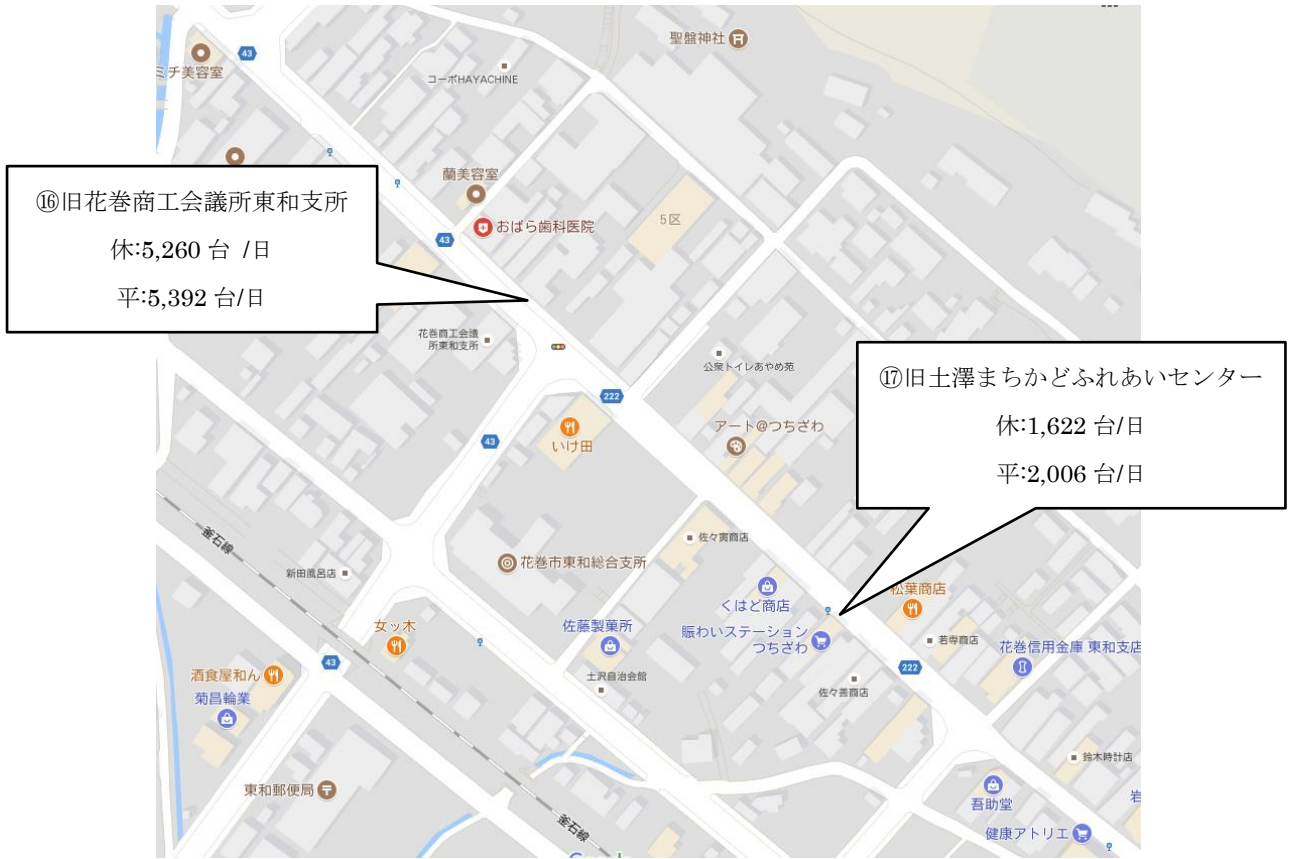 聖盤神社
43
ミチ美容室
コーポHAYACHINE
⑯旧花巻商工会議所東和支所
休:5,260 台 /日
平:5,392 台/日
蘭美容室
5区
おばら歯科医院
43
花巻商工会議
所東和支所
公衆トイレあやめ苑
⑰旧土澤まちかどふれあいセンター
休:1,622 台/日
平:2,006 台/日
222
アート@つちざわ
いけ田
43
佐々寅商店
釜石線
花巻市東和総合支所
新田風呂店
くはど商店
松葉商店
女ッ木
佐藤製菓所
賑わいステーション
つちざわ
若専商店
花巻信用金庫 東和支店
43
222
酒食屋和ん
土沢自治会館
菊昌輪業
佐々善商店
鈴木時計店
東和郵便局
吾助堂
岩
釜石線
健康アトリエ